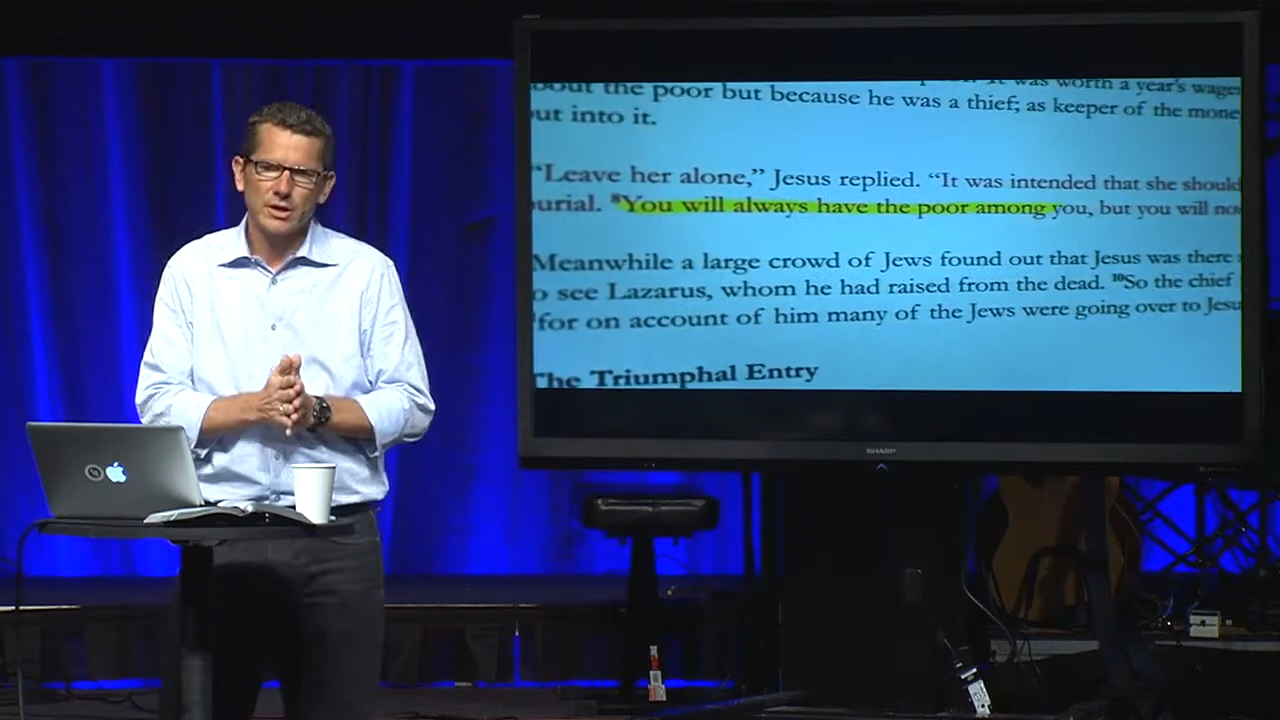 about the poor but because he was a thief; as keeper of the mone
ut into it.
"Leave her alone," Jesus replied. "It was intended that she should
urial. ⁸You will always have the poor among you, but you will no
Meanwhile a large crowd of Jews found out that Jesus was there
o see Lazarus, whom he had raised from the dead. ¹⁰So the chief
for on account of him many of the Jews were going over to Jesu
The Triumphal Entry
SHARP